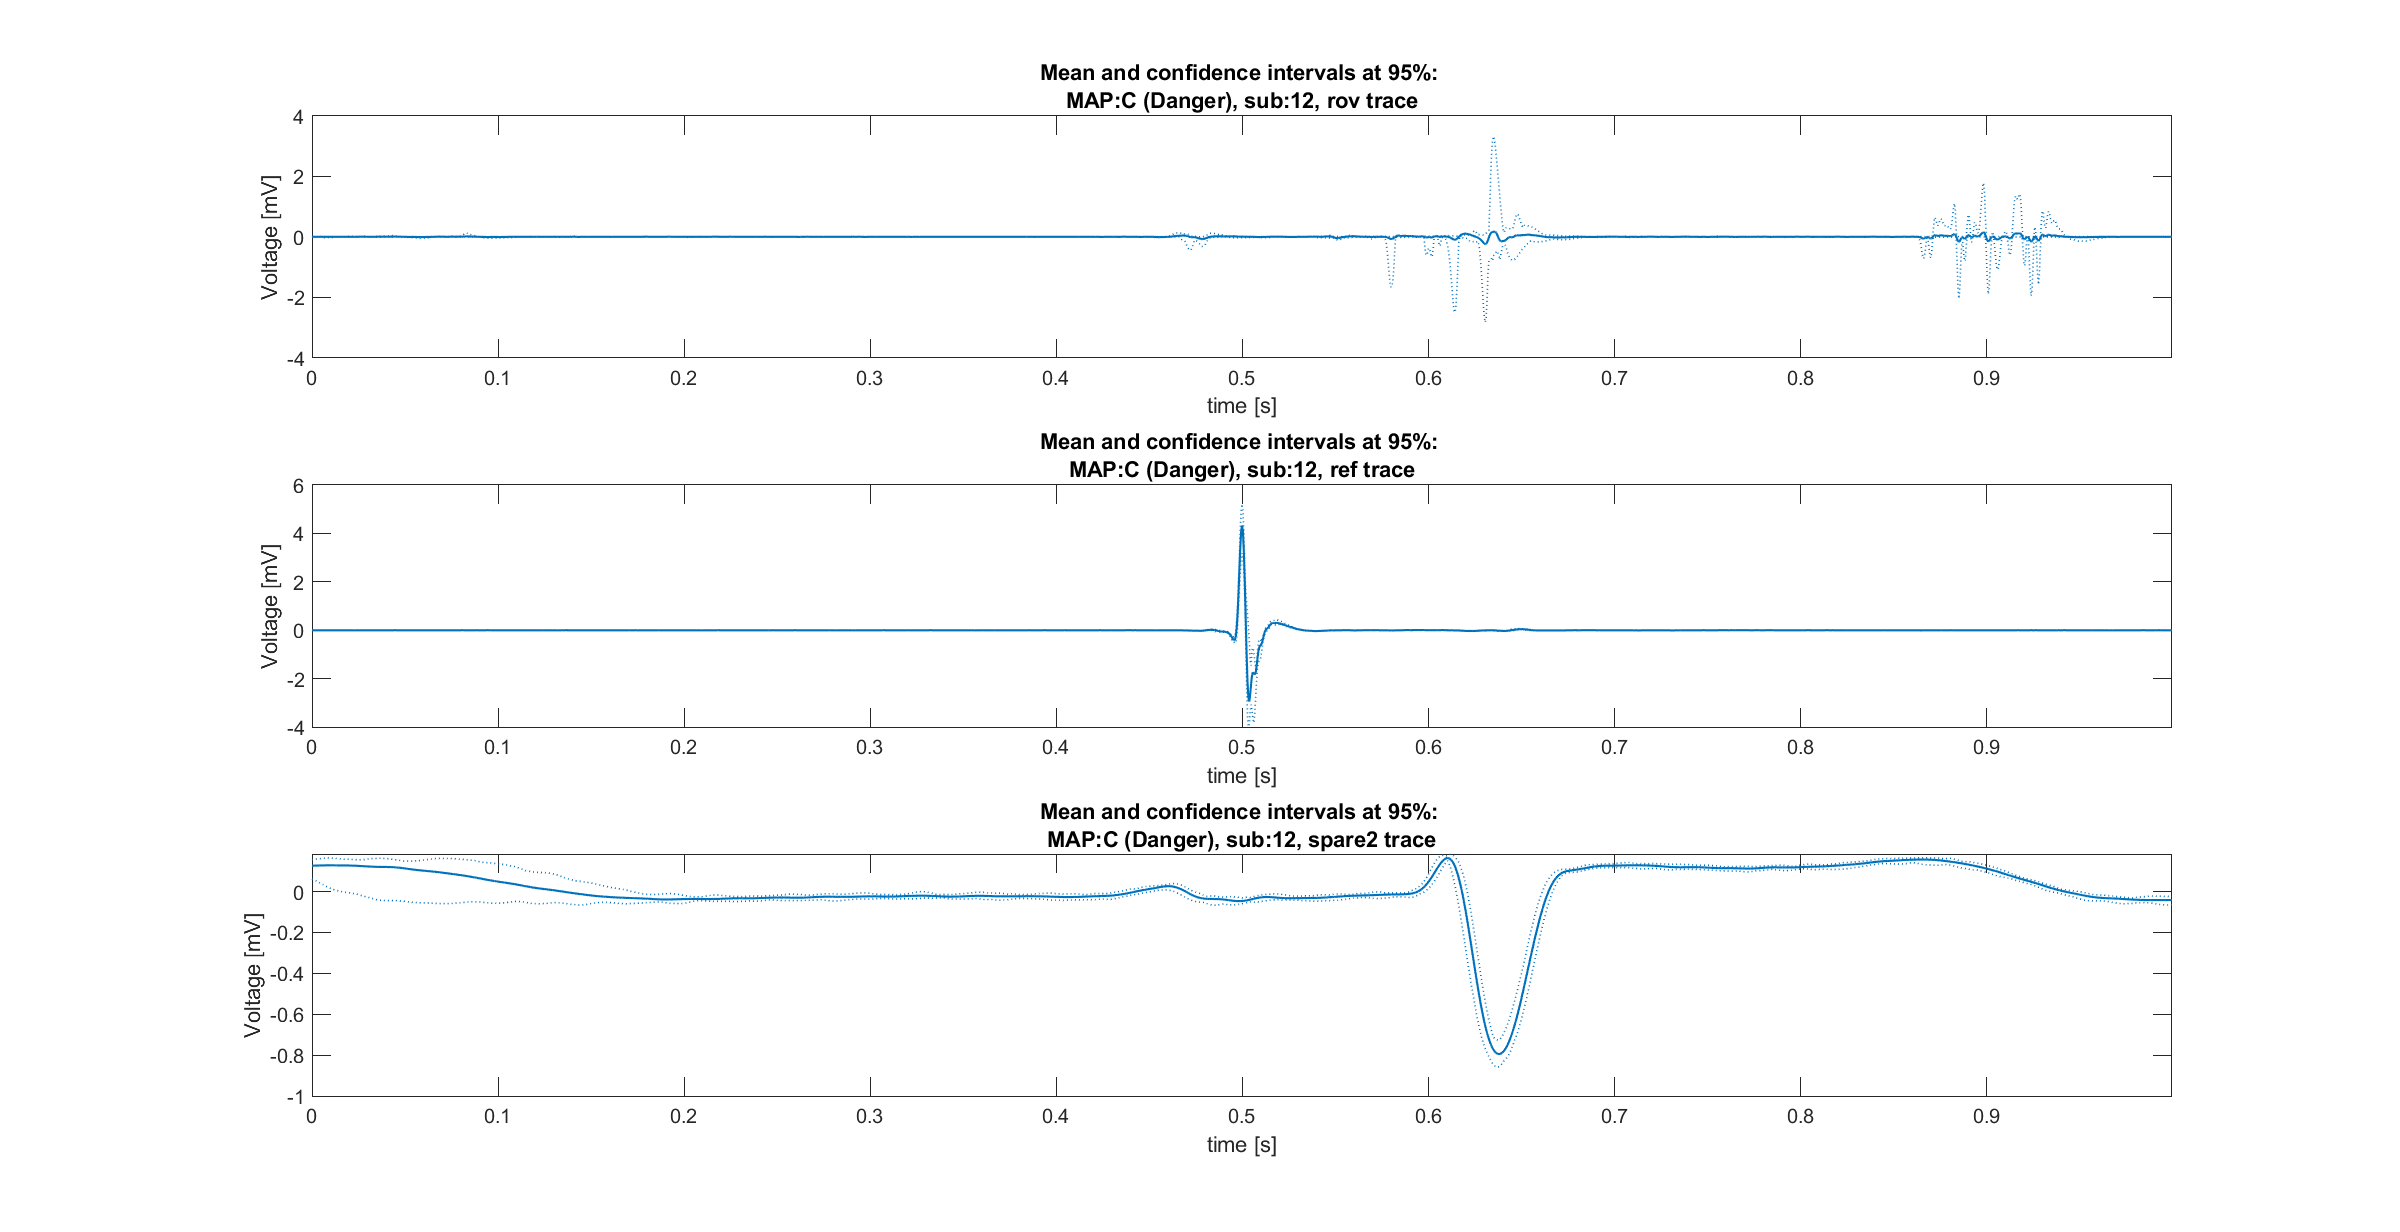 Mean and confidence intervals at 95%:
MAP:C (Danger), sub:12, rov trace
Voltage [mV]
4
2
0
-2
-4
0 0.1 0.2 0.3 0.4 0.5 0.6 0.7 0.8 0.9
time [s]
Mean and confidence intervals at 95%:
MAP:C (Danger), sub:12, ref trace
Voltage [mV]
6
4
2
0
-2
-4
0 0.1 0.2 0.3 0.4 0.5 0.6 0.7 0.8 0.9
time [s]
Mean and confidence intervals at 95%:
MAP:C (Danger), sub:12, spare2 trace
Voltage [mV]
0
-0.2
-0.4
-0.6
-0.8
-1
0 0.1 0.2 0.3 0.4 0.5 0.6 0.7 0.8 0.9
time [s]